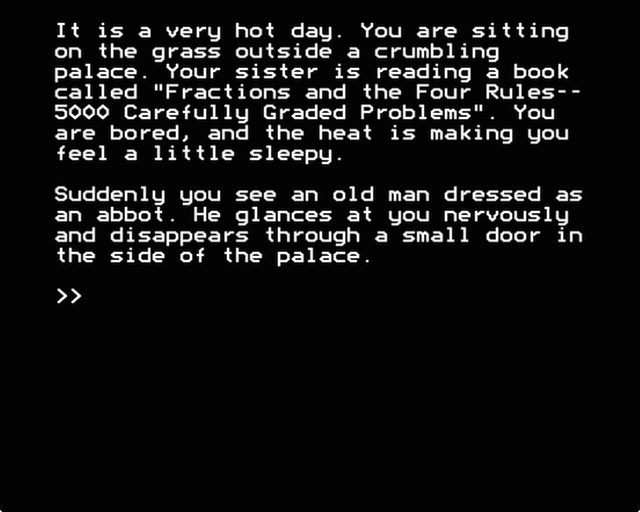 It is a very hot day. You are sitting
on the grass outside a crumbling
palace. Your sister is reading a book
called "Fractions and the Four Rules--
5000 Carefully Graded Problems". You
are bored, and the heat is making you
feel a little sleepy.
Suddenly you see an old man dressed as
an abbot. He glances at you nervously
and disappears through a small door in
the side of the palace.
>>